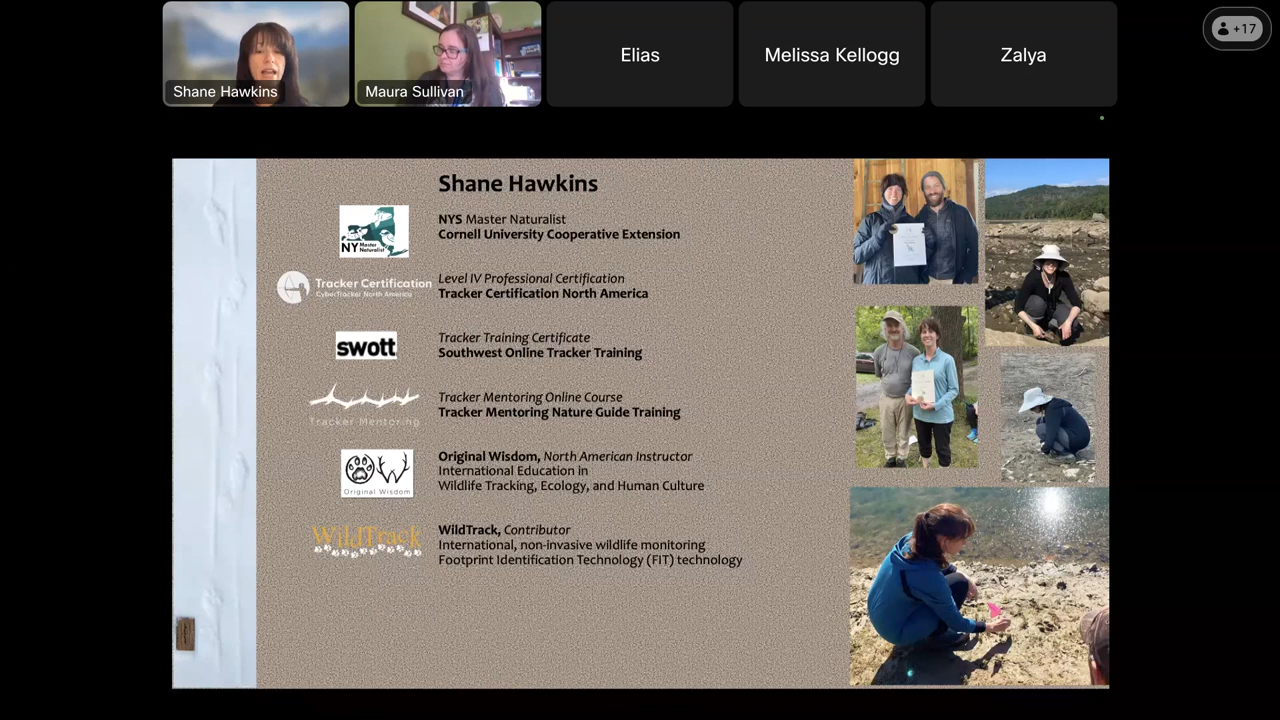 Shane Hawkins
Maura Sullivan
Elias
Melissa Kellogg
Zalya
+17
Shane Hawkins
NY Master Naturalist
NYS Master Naturalist
Cornell University Cooperative Extension
Tracker Certification
CyberTracker North America
Level IV Professional Certification
Tracker Certification North America
swott
Tracker Training Certificate
Southwest Online Tracker Training
Tracker Mentoring
Tracker Mentoring Online Course
Tracker Mentoring Nature Guide Training
Original Wisdom
Original Wisdom, North American Instructor
International Education in
Wildlife Tracking, Ecology, and Human Culture
WildTrack
WildTrack, Contributor
International, non-invasive wildlife monitoring
Footprint Identification Technology (FIT) technology